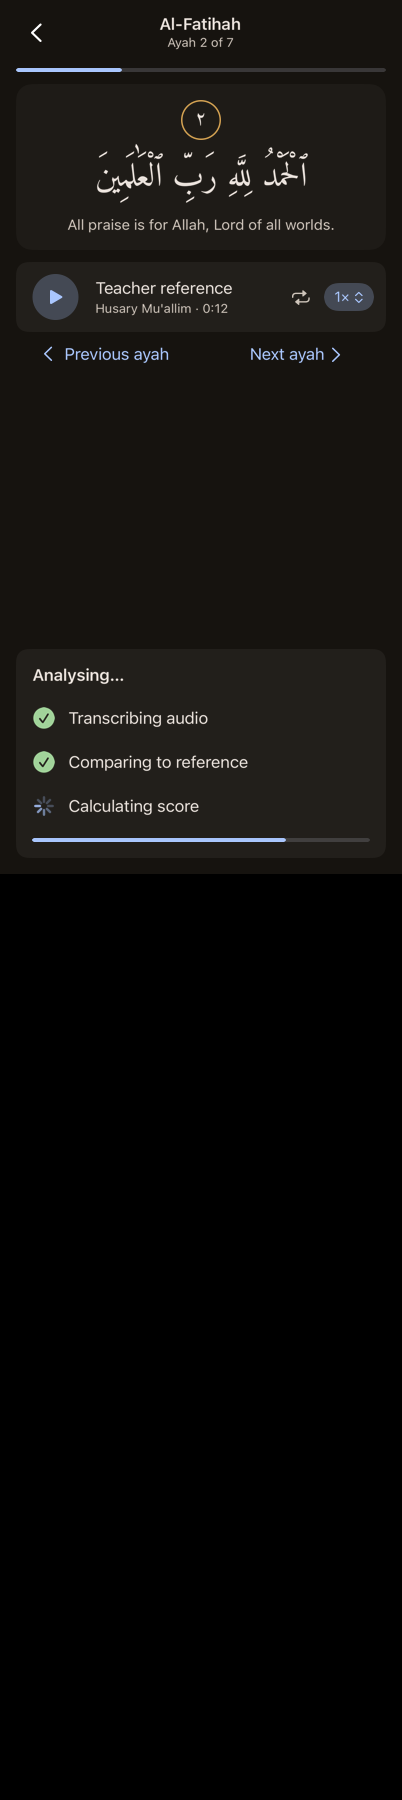 Al-Fatihah
Ayah 2 of 7
٢
ٱلْحَمْدُ لِلَّهِ رَبِّ ٱلْعَٰلَمِينَ
All praise is for Allah, Lord of all worlds.
Teacher reference
1×
Husary Mu'allim · 0:12
Previous ayah
Next ayah
Analysing...
Transcribing audio
Comparing to reference
Calculating score